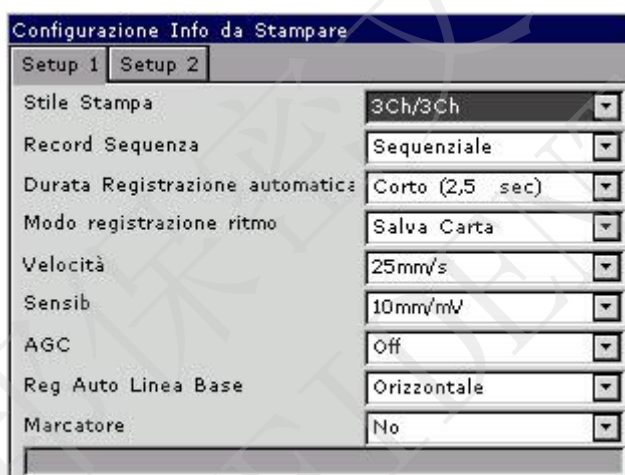 Configurazione Info da Stampare
Setup 1 Setup 2
Stile Stampa 3Ch/3Ch
Record Sequenza Sequenziale
Durata Registrazione automatica Corto (2,5 sec)
Modo registrazione ritmo Salva Carta
Velocità 25mm/s
Sensib 10mm/mV
AGC Off
Reg Auto Linea Base Orizzontale
Marcatore No